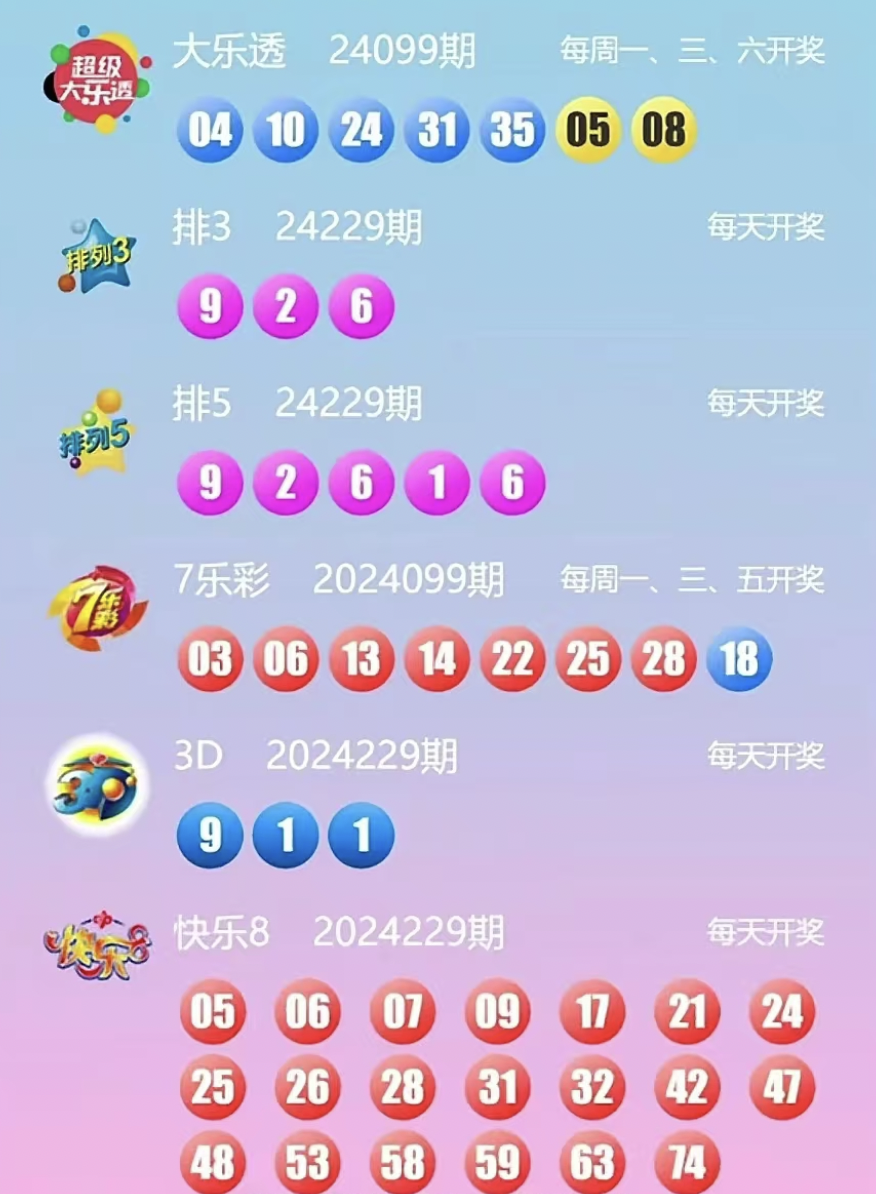 超级
大乐透
大乐透 24099期 每周一、三、六开奖
04 10 24 31 35 05 08
排列3
排3 24229期 每天开奖
9 2 6
排列5
排5 24229期 每天开奖
9 2 6 1 6
7乐彩
7乐彩 2024099期 每周一、三、五开奖
03 06 13 14 22 25 28 18
3D
3D 2024229期 每天开奖
9 1 1
快乐8
快乐8 2024229期 每天开奖
05 06 07 09 17 21 24
25 26 28 31 32 42 47
48 53 58 59 63 74